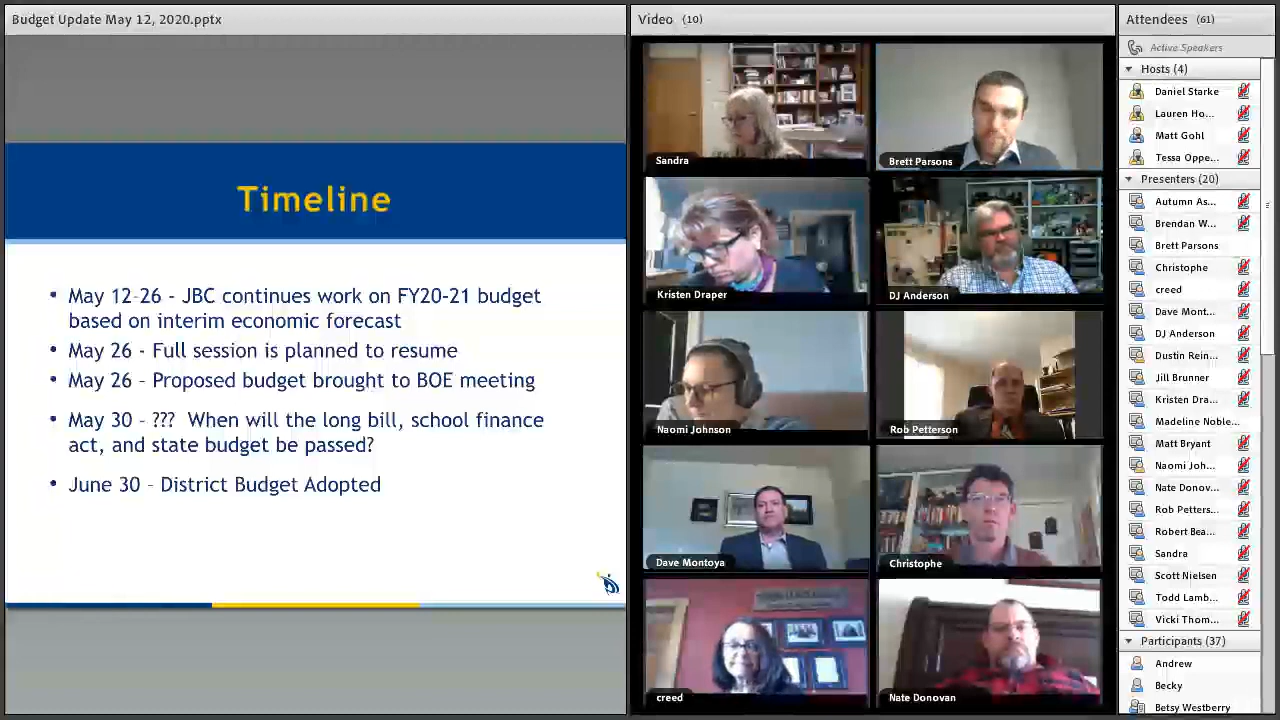 Budget Update May 12, 2020.pptx
Timeline
• May 12-26 - JBC continues work on FY20-21 budget
based on interim economic forecast
• May 26 - Full session is planned to resume
• May 26 – Proposed budget brought to BOE meeting
• May 30 - ??? When will the long bill, school finance
act, and state budget be passed?
• June 30 – District Budget Adopted
Video (10)
Sandra
Brett Parsons
Kristen Draper
DJ Anderson
Naomi Johnson
Rob Petterson
Dave Montoya
Christophe
creed
Nate Donovan
Attendees (61)
Active Speakers
Hosts (4)
Daniel Starke
Lauren Ho...
Matt Gohl
Tessa Oppe...
Presenters (20)
Autumn As...
Brendan W...
Brett Parsons
Christophe
creed
Dave Mont...
DJ Anderson
Dustin Rein...
Jill Brunner
Kristen Dra...
Madeline Noble...
Matt Bryant
Naomi Joh...
Nate Donov...
Rob Petters...
Robert Bea...
Sandra
Scott Nielsen
Todd Lamb...
Vicki Thom...
Participants (37)
Andrew
Becky
Betsy Westberry